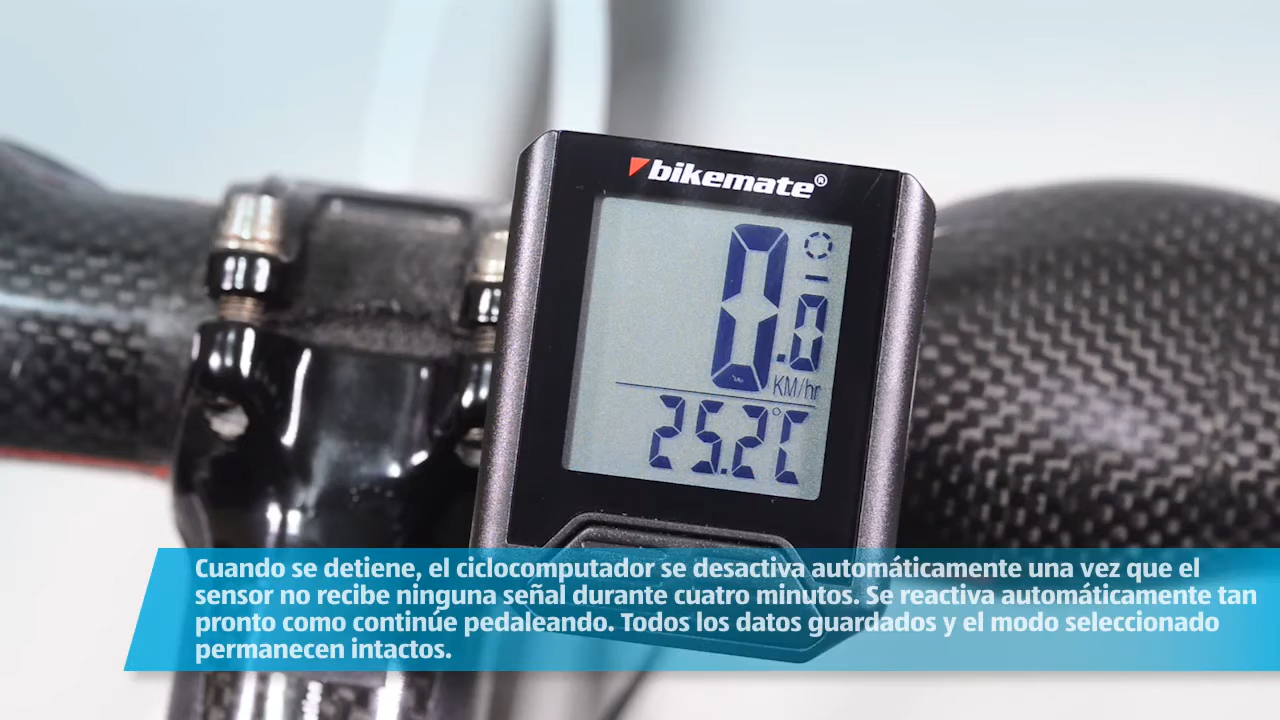 bikemate®
0.0
KM/hr
25.2°C
Cuando se detiene, el ciclocomputador se desactiva automáticamente una vez que el
sensor no recibe ninguna señal durante cuatro minutos. Se reactiva automáticamente tan
pronto como continúe pedaleando. Todos los datos guardados y el modo seleccionado
permanecen intactos.